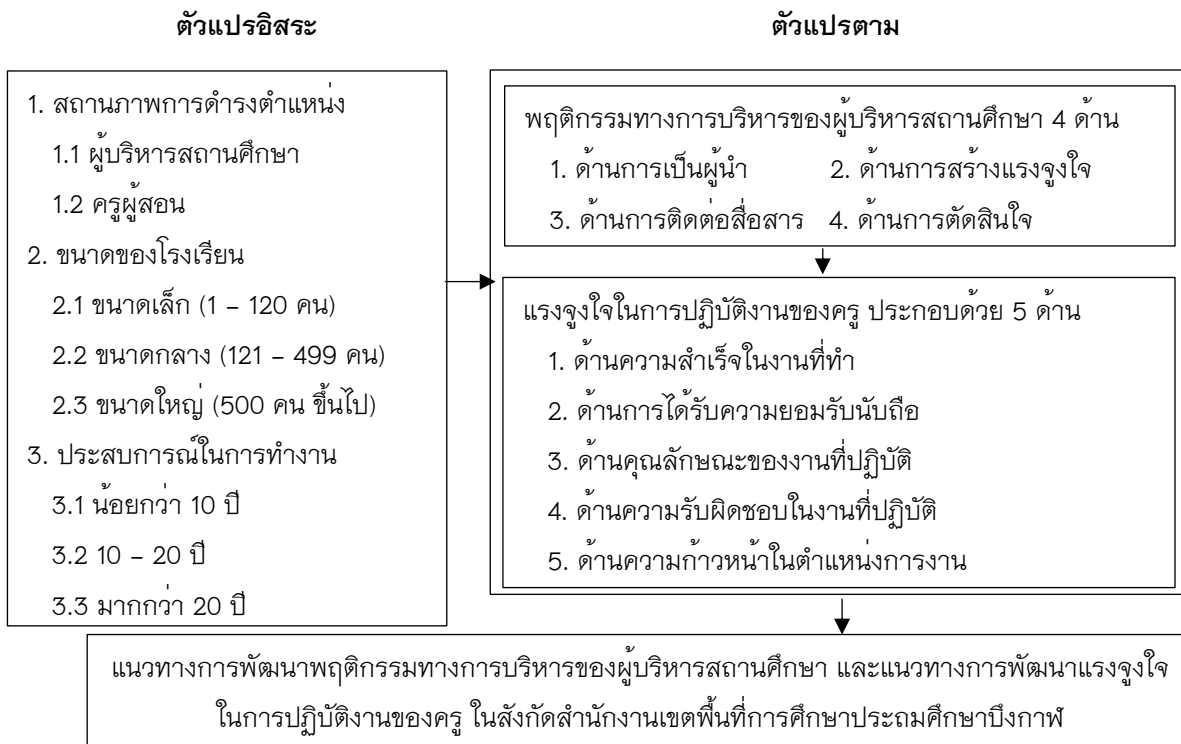 ตัวแปรอิสระ
ตัวแปรตาม
1. สถานภาพการดำรงตำแหน่ง
1.1 ผู้บริหารสถานศึกษา
1.2 ครูผู้สอน
2. ขนาดของโรงเรียน
2.1 ขนาดเล็ก (1 – 120 คน)
2.2 ขนาดกลาง (121 – 499 คน)
2.3 ขนาดใหญ่ (500 คน ขึ้นไป)
3. ประสบการณ์ในการทำงาน
3.1 น้อยกว่า 10 ปี
3.2 10 – 20 ปี
3.3 มากกว่า 20 ปี
พฤติกรรมทางการบริหารของผู้บริหารสถานศึกษา 4 ด้าน
1. ด้านการเป็นผู้นำ 2. ด้านการสร้างแรงจูงใจ
3. ด้านการติดต่อสื่อสาร 4. ด้านการตัดสินใจ
แรงจูงใจในการปฏิบัติงานของครู ประกอบด้วย 5 ด้าน
1. ด้านความสำเร็จในงานที่ทำ
2. ด้านการได้รับความยอมรับนับถือ
3. ด้านคุณลักษณะของงานที่ปฏิบัติ
4. ด้านความรับผิดชอบในงานที่ปฏิบัติ
5. ด้านความก้าวหน้าในตำแหน่งการงาน
แนวทางการพัฒนาพฤติกรรมทางการบริหารของผู้บริหารสถานศึกษา และแนวทางการพัฒนาแรงจูงใจ
ในการปฏิบัติงานของครู ในสังกัดสำนักงานเขตพื้นที่การศึกษาประถมศึกษาบึงกาฬ